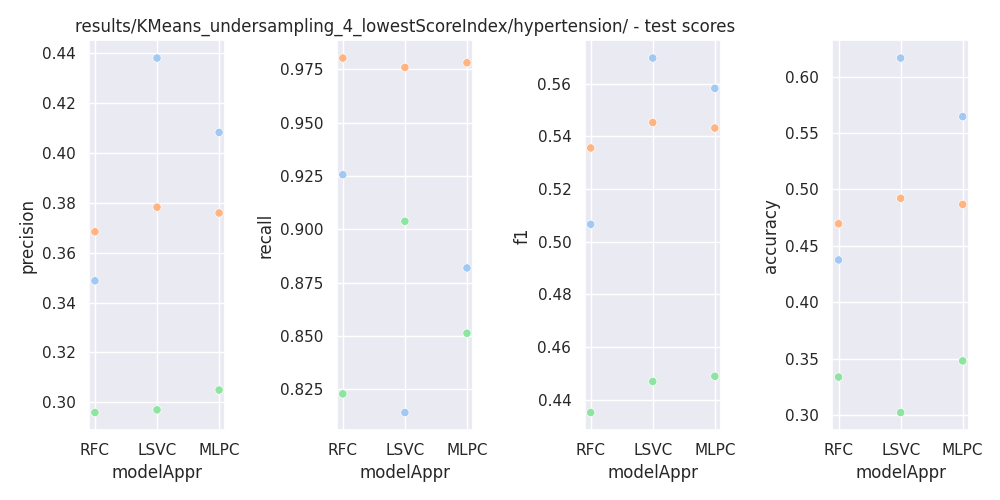 results/KMeans_undersampling_4_lowestScoreIndex/hypertension/ - test scores
precision
0.44
0.42
0.40
0.38
0.36
0.34
0.32
0.30
RFC LSVC MLPC
modelAppr
recall
0.975
0.950
0.925
0.900
0.875
0.850
0.825
RFC LSVC MLPC
modelAppr
f1
0.56
0.54
0.52
0.50
0.48
0.46
0.44
RFC LSVC MLPC
modelAppr
accuracy
0.60
0.55
0.50
0.45
0.40
0.35
0.30
RFC LSVC MLPC
modelAppr